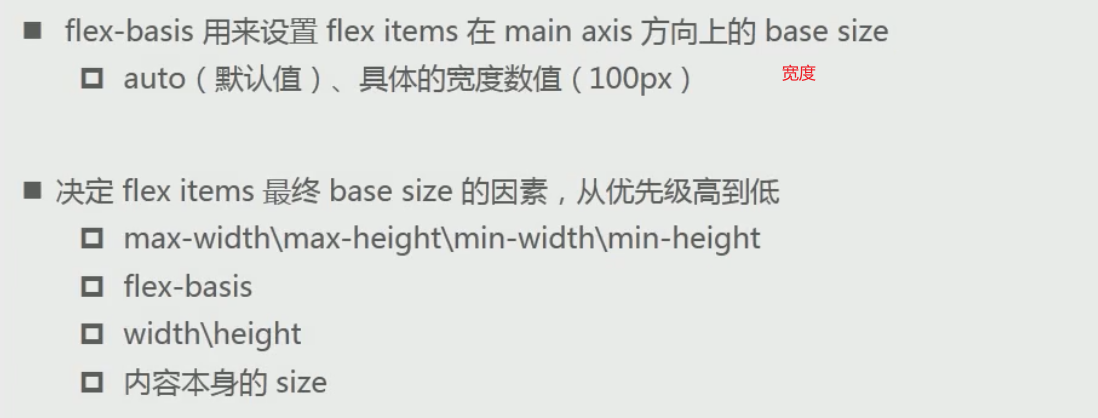 flex-basis 用来设置 flex items 在 main axis 方向上的 base size
auto（默认值）、具体的宽度数值（100px）
宽度
决定 flex items 最终 base size 的因素，从优先级高到低
max-width\max-height\min-width\min-height
flex-basis
width\height
内容本身的 size